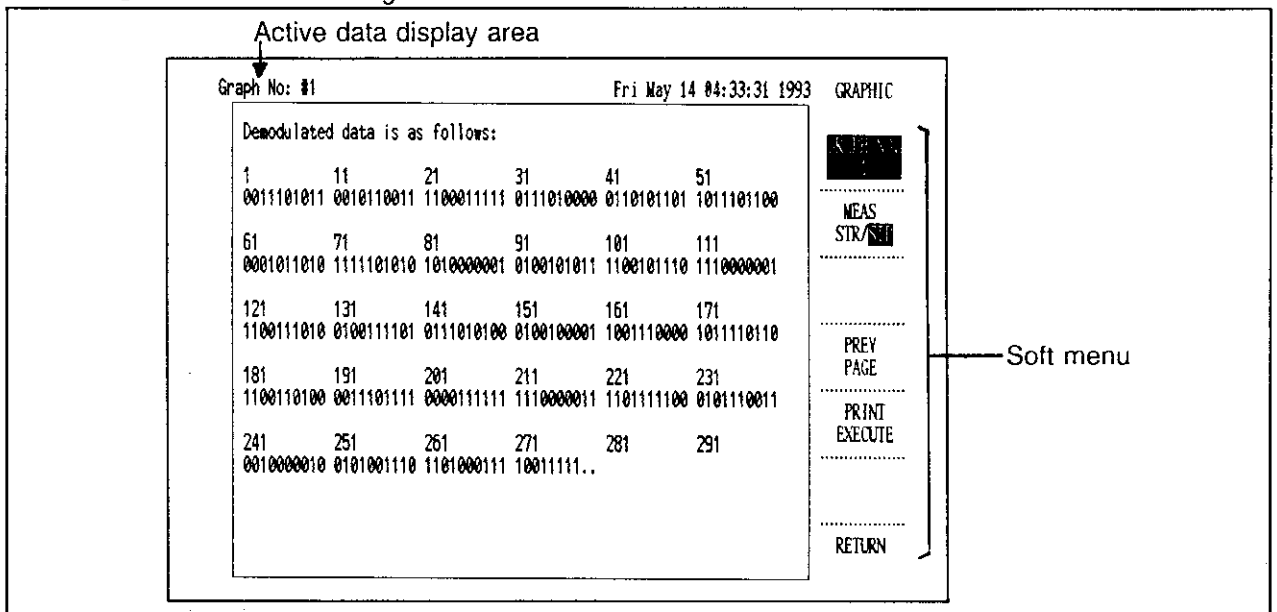 Active data display area
Graph No: #1 Fri May 14 04:33:31 1993 GRAPHIC
Demodulated data is as follows:
1 11 21 31 41 51
0011101011 0010110011 1100011111 0111010000 0110101101 1011101100
61 71 81 91 101 111
0001011010 1111101010 1010000001 0100101011 1100101110 1110000001
121 131 141 151 161 171
1100111010 0100111101 0111010100 0100100001 1001110000 1011110110
181 191 201 211 221 231
1100110100 0011101111 0000111111 1110000011 1101111100 0101110011
241 251 261 271 281 291
0010000010 0101001110 1101000111 10011111..
MEAS
STR/
PREV
PAGE
PRINT
EXECUTE
RETURN
Soft menu